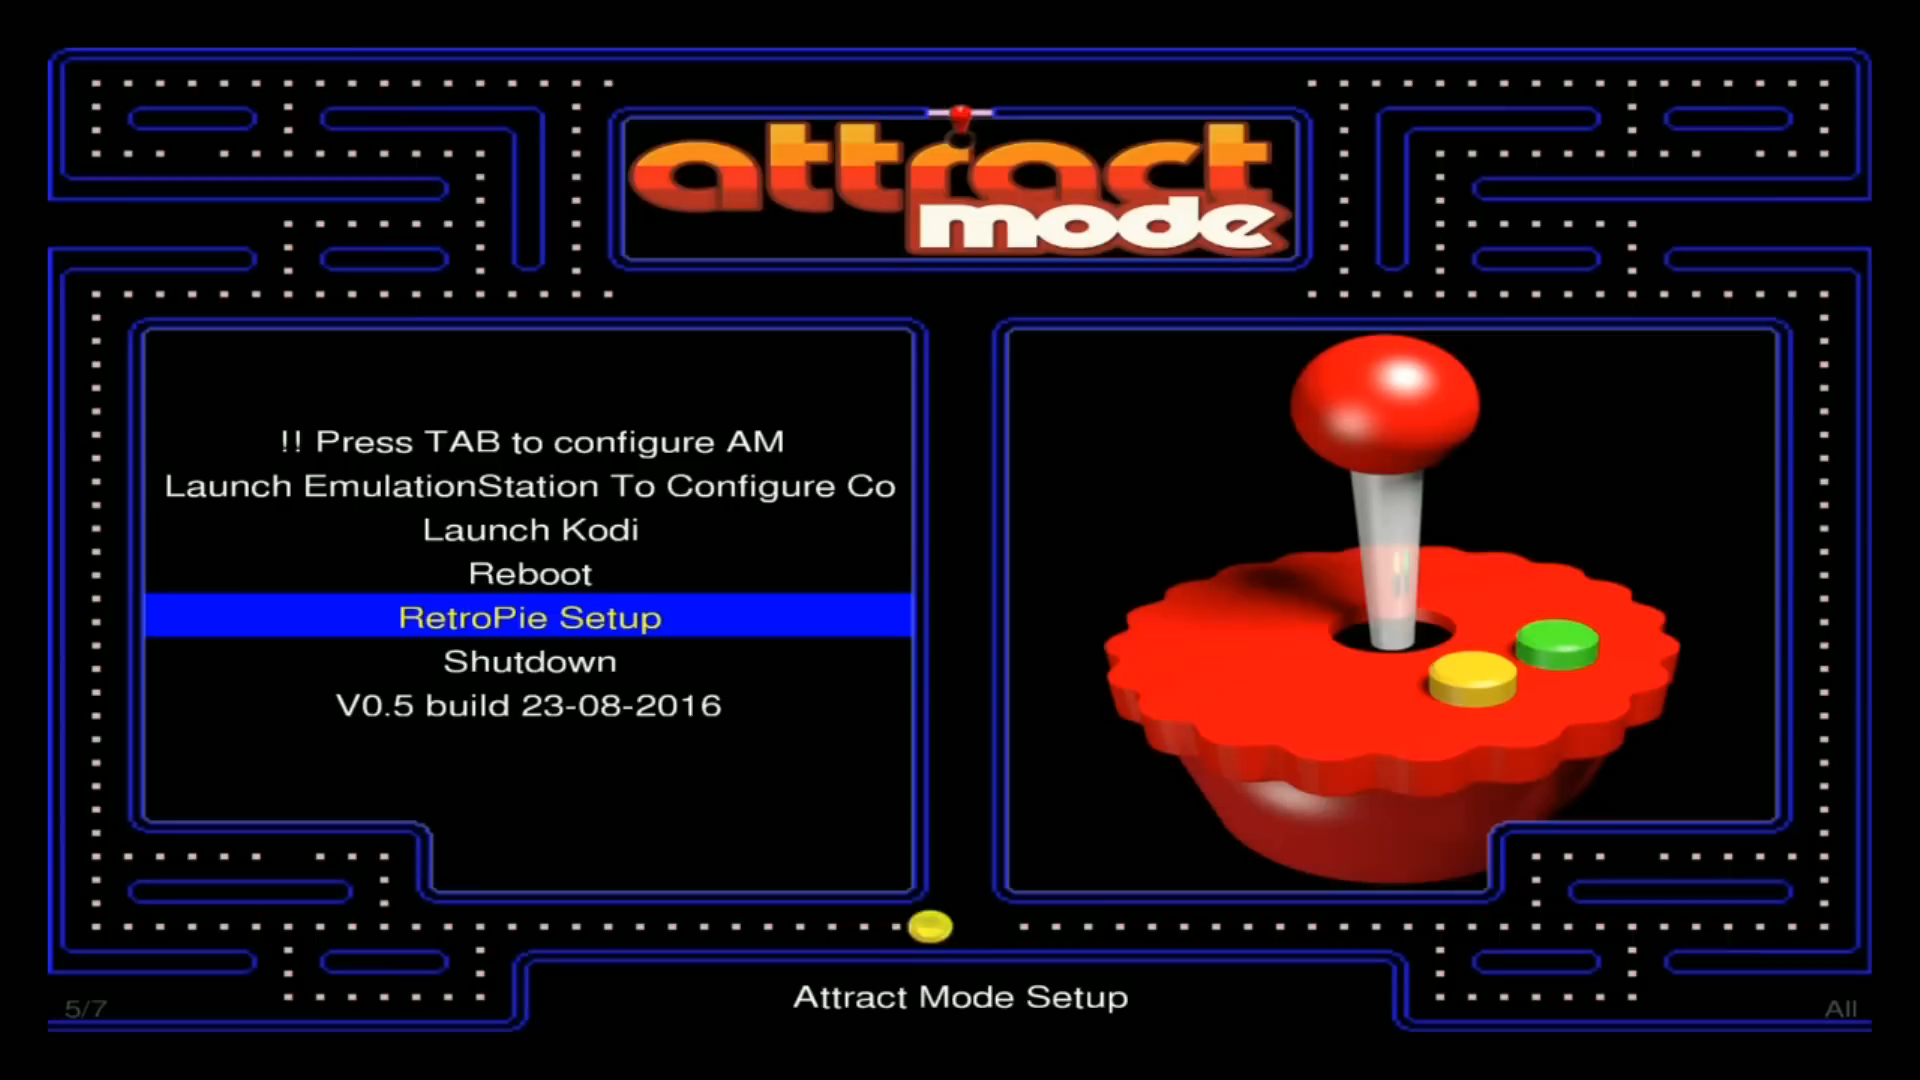 attract
mode
!! Press TAB to configure AM
Launch EmulationStation To Configure Co
Launch Kodi
Reboot
RetroPie Setup
Shutdown
V0.5 build 23-08-2016
Attract Mode Setup
5/7
All